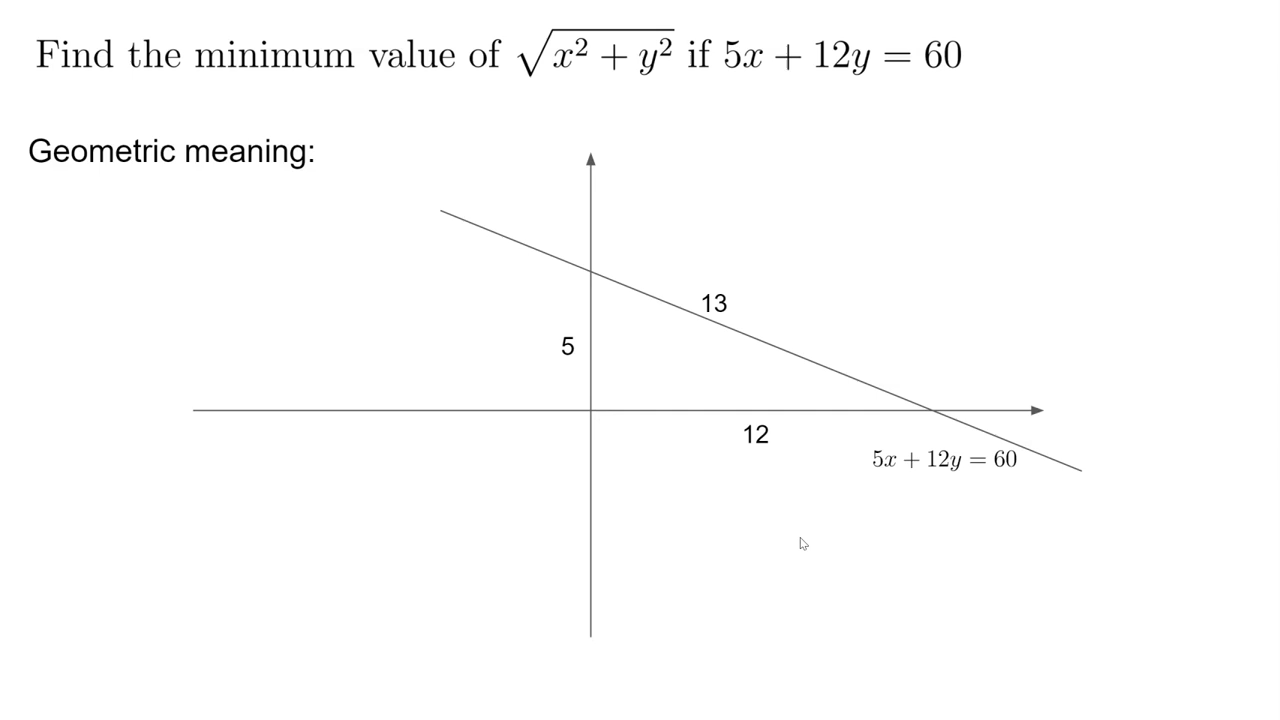 Find the minimum value of √(x² + y²) if 5x + 12y = 60
Geometric meaning:
13
5
12
5x + 12y = 60